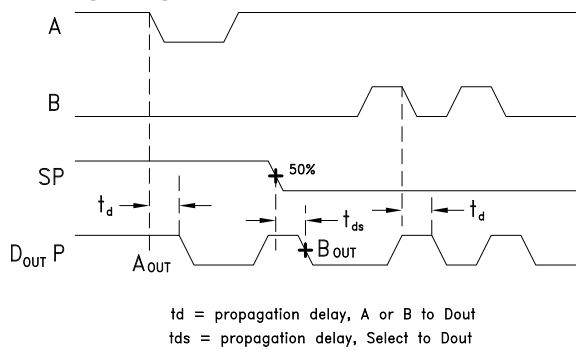 A
B
SP
50%
td
tds
td
DOUT P
AOUT
BOUT
td = propagation delay, A or B to Dout
tds = propagation delay, Select to Dout